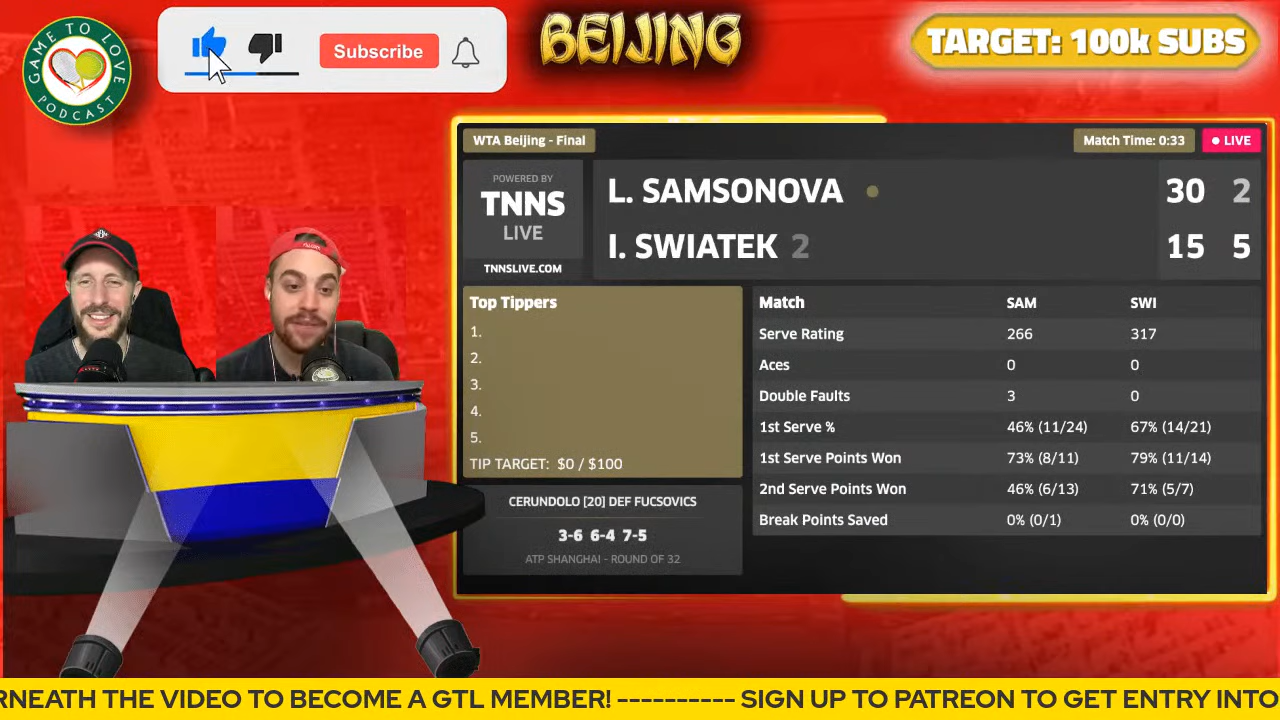 GAME TO LOVE
PODCAST
Subscribe
BEIJING
TARGET: 100k SUBS
WTA Beijing - Final
Match Time: 0:33
LIVE
POWERED BY
TNNS
LIVE
TNNSLIVE.COM
L. SAMSONOVA 30 2
I. SWIATEK 2 15 5
Top Tippers
1.
2.
3.
4.
5.
TIP TARGET: $0 / $100
CERUNDOLO [20] DEF FUCSOVICS
3-6 6-4 7-5
ATP SHANGHAI - ROUND OF 32
Match SAM SWI
Serve Rating 266 317
Aces 0 0
Double Faults 3 0
1st Serve % 46% (11/24) 67% (14/21)
1st Serve Points Won 73% (8/11) 79% (11/14)
2nd Serve Points Won 46% (6/13) 71% (5/7)
Break Points Saved 0% (0/1) 0% (0/0)
RNEATH THE VIDEO TO BECOME A GTL MEMBER! ---------- SIGN UP TO PATREON TO GET ENTRY INTO